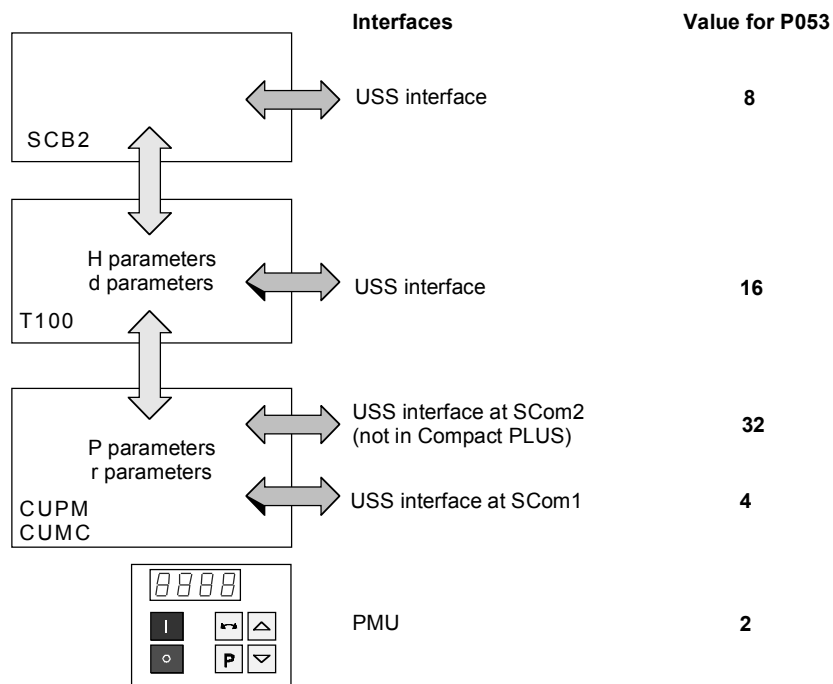 Interfaces Value for P053
USS interface 8
SCB2
H parameters
d parameters
USS interface 16
T100
USS interface at SCom2
(not in Compact PLUS) 32
P parameters
r parameters
USS interface at SCom1 4
CUPM
CUMC
8888
PMU 2
I
o P